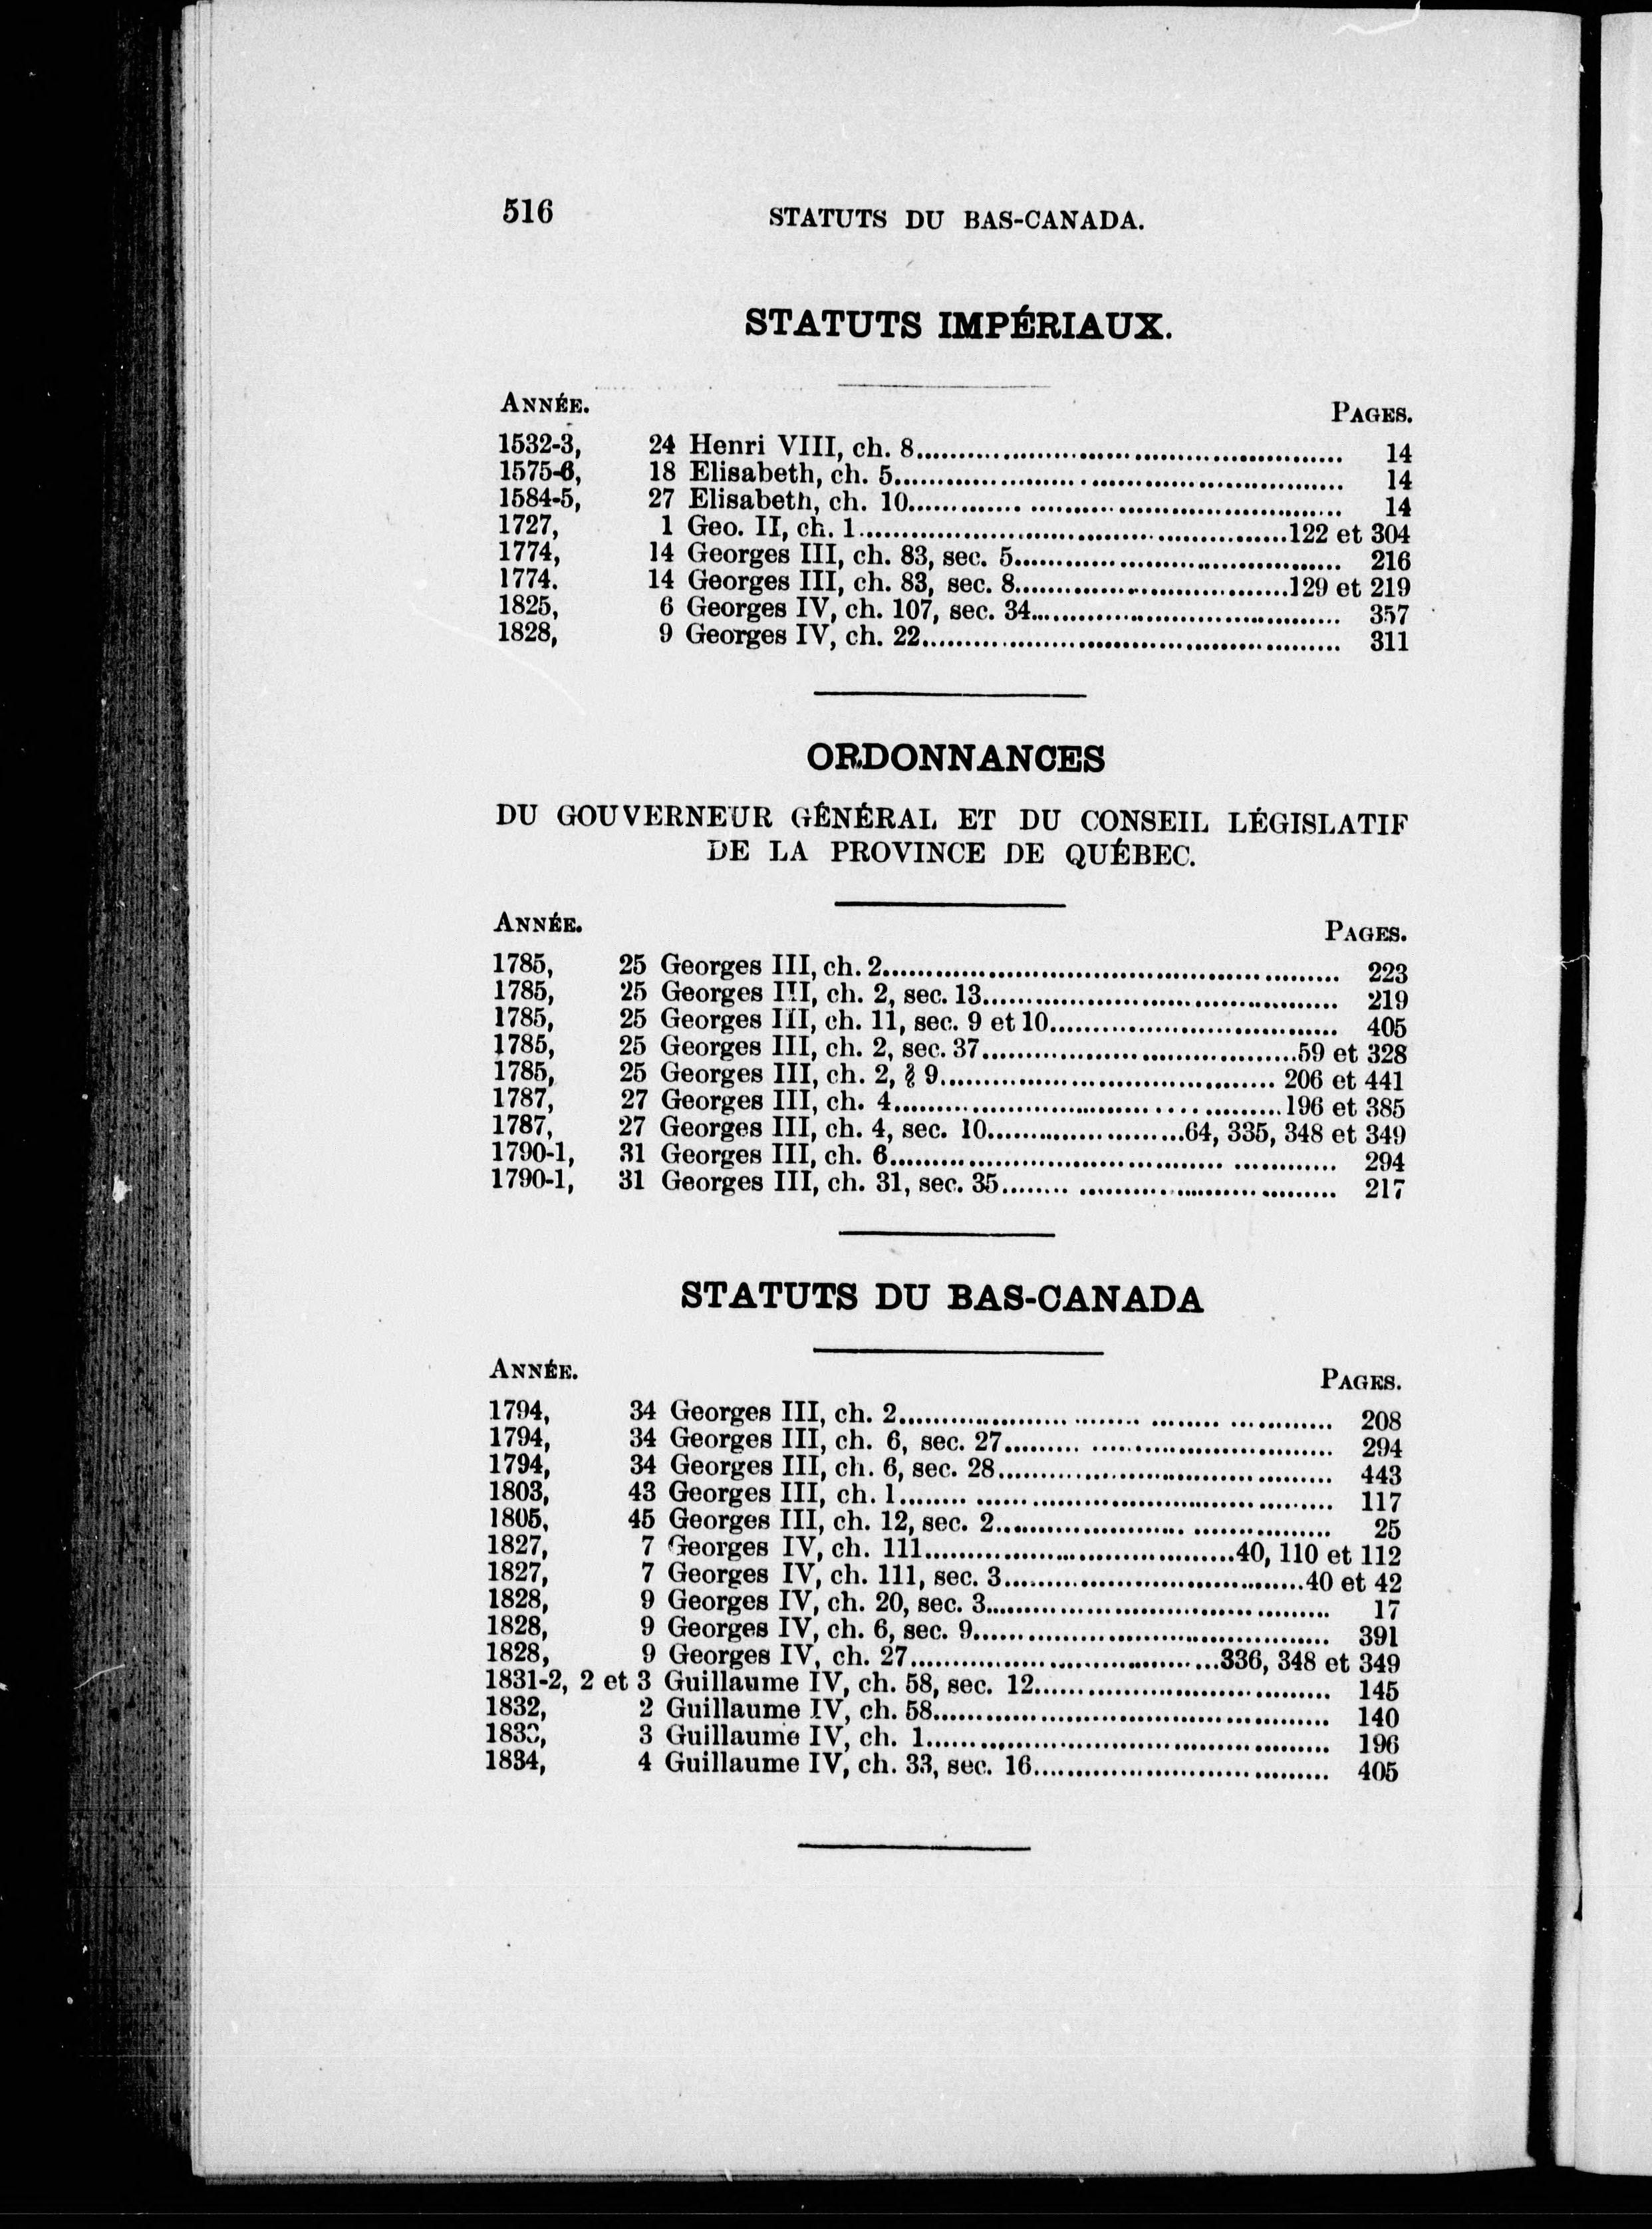 516 STATUTS DU BAS-CANADA.
STATUTS IMPÉRIAUX.
ANNÉE. PAGES.
1532-3, 24 Henri VIII, ch. 8 14
1575-6, 18 Elisabeth, ch. 5 14
1584-5, 27 Elisabeth, ch. 10 14
1727, 1 Geo. II, ch. 1 122 et 304
1774, 14 Georges III, ch. 83, sec. 5 216
1774. 14 Georges III, ch. 83, sec. 8 129 et 219
1825, 6 Georges IV, ch. 107, sec. 34 357
1828, 9 Georges IV, ch. 22 311
ORDONNANCES
DU GOUVERNEUR GÉNÉRAL ET DU CONSEIL LÉGISLATIF
DE LA PROVINCE DE QUÉBEC.
ANNÉE. PAGES.
1785, 25 Georges III, ch. 2 223
1785, 25 Georges III, ch. 2, sec. 13 219
1785, 25 Georges III, ch. 11, sec. 9 et 10 405
1785, 25 Georges III, ch. 2, sec. 37 59 et 328
1785, 25 Georges III, ch. 2, § 9 206 et 441
1787, 27 Georges III, ch. 4 196 et 385
1787, 27 Georges III, ch. 4, sec. 10 64, 335, 348 et 349
1790-1, 31 Georges III, ch. 6 294
1790-1, 31 Georges III, ch. 31, sec. 35 217
STATUTS DU BAS-CANADA
ANNÉE. PAGES.
1794, 34 Georges III, ch. 2 208
1794, 34 Georges III, ch. 6, sec. 27 294
1794, 34 Georges III, ch. 6, sec. 28 443
1803, 43 Georges III, ch. 1 117
1805, 45 Georges III, ch. 12, sec. 2 25
1827, 7 Georges IV, ch. 111 40, 110 et 112
1827, 7 Georges IV, ch. 111, sec. 3 40 et 42
1828, 9 Georges IV, ch. 20, sec. 3 17
1828, 9 Georges IV, ch. 6, sec. 9 391
1828, 9 Georges IV, ch. 27 336, 348 et 349
1831-2, 2 et 3 Guillaume IV, ch. 58, sec. 12 145
1832, 2 Guillaume IV, ch. 58 140
1833, 3 Guillaume IV, ch. 1 196
1834, 4 Guillaume IV, ch. 33, sec. 16 405